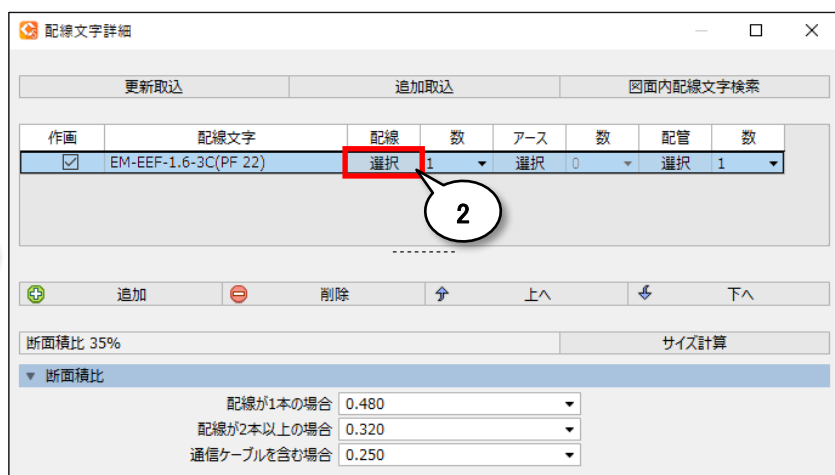 配線文字詳細
更新取込 追加取込 図面内配線文字検索
作画 配線文字 配線 数 アース 数 配管 数
EM-EEF-1.6-3C(PF 22) 選択 1 選択 0 選択 1
2
追加 削除 上へ 下へ
断面積比 35% サイズ計算
断面積比
配線が1本の場合 0.480
配線が2本以上の場合 0.320
通信ケーブルを含む場合 0.250